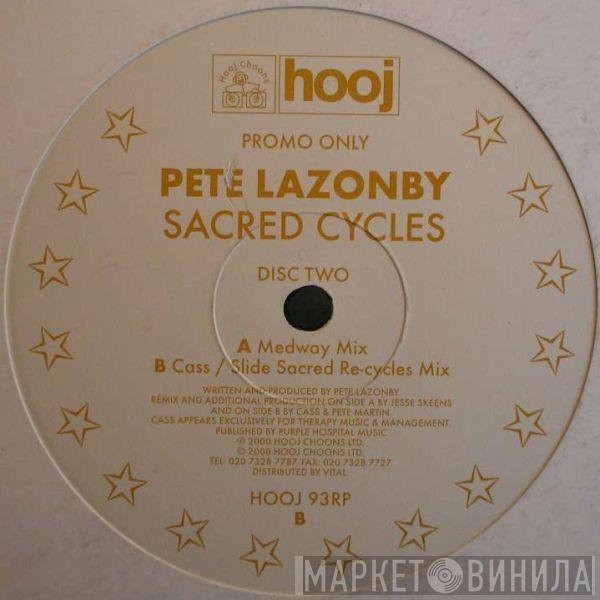 Hooj Choons
hooj
PROMO ONLY
PETE LAZONBY
SACRED CYCLES
DISC TWO
A Medway Mix
B Cass / Slide Sacred Re-cycles Mix
WRITTEN AND PRODUCED BY PETE LAZONBY.
REMIX AND ADDITIONAL PRODUCTION ON SIDE A BY JESSE SKEENS
AND ON SIDE B BY CASS & PETE MARTIN.
CASS APPEARS EXCLUSIVELY FOR THERAPY MUSIC & MANAGEMENT.
PUBLISHED BY PURPLE HOSPITAL MUSIC
℗ 2000 HOOJ CHOONS LTD.
© 2000 HOOJ CHOONS LTD.
TEL: 020 7328 7787. FAX: 020 7328 7727
DISTRIBUTED BY VITAL.
HOOJ 93RP
B
МАРКЕТ ВИНИЛА